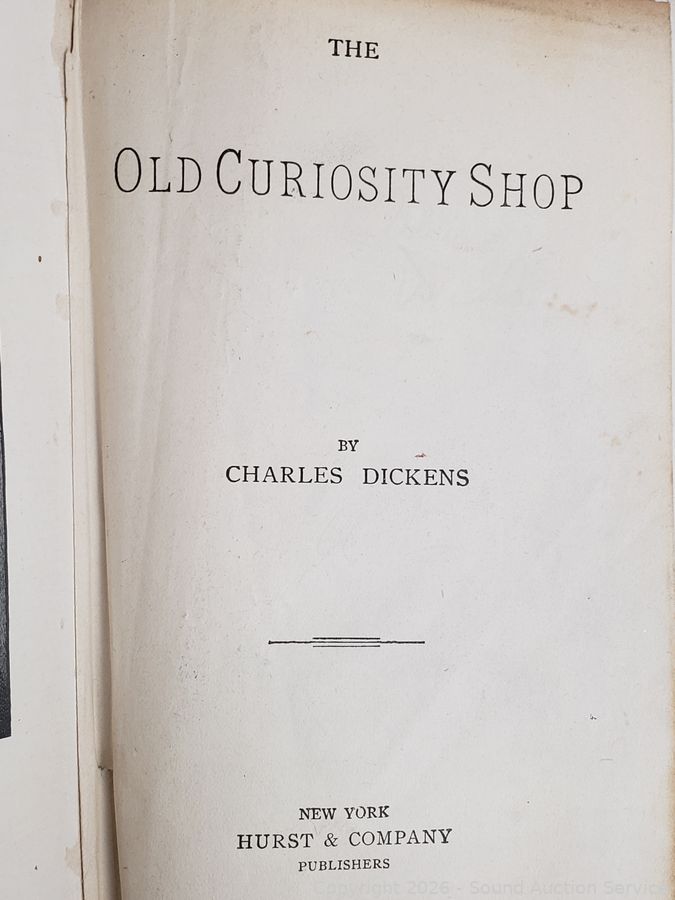 THE
OLD CURIOSITY SHOP
BY
CHARLES DICKENS
NEW YORK
HURST & COMPANY
PUBLISHERS
Copyright 2026 - Sound Auction Service